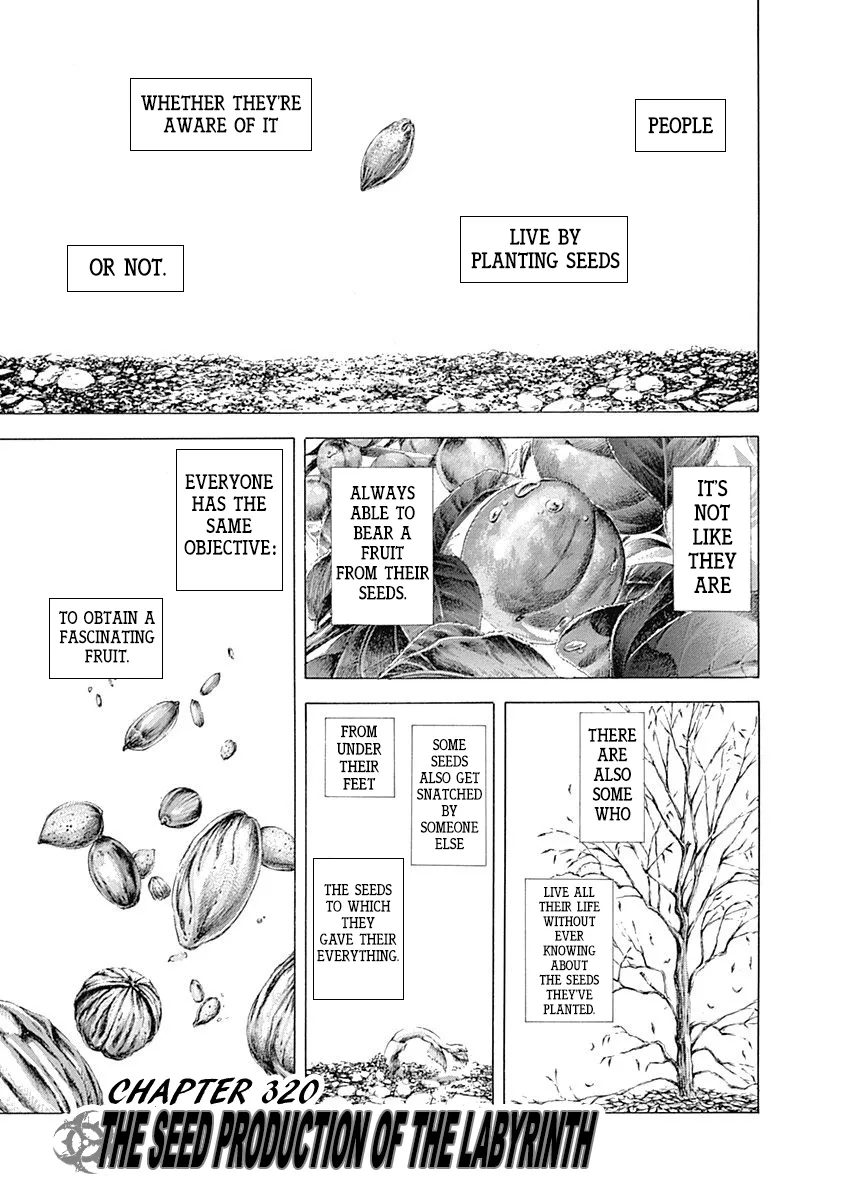 PEOPLE
LIVE BY
PLANTING SEEDS
WHETHER THEY'RE
AWARE OF IT
OR NOT.
IT'S
NOT
LIKE
THEY
ARE
ALWAYS
ABLE TO
BEAR A
FRUIT
FROM THEIR
SEEDS.
THERE
ARE
ALSO
SOME
WHO
LIVE ALL
THEIR LIFE
WITHOUT
EVER
KNOWING
ABOUT
THE SEEDS
THEY'VE
PLANTED.
SOME
SEEDS
ALSO GET
SNATCHED
BY
SOMEONE
ELSE
FROM
UNDER
THEIR
FEET
THE SEEDS
TO WHICH
THEY
GAVE THEIR
EVERYTHING.
EVERYONE
HAS THE
SAME
OBJECTIVE:
TO OBTAIN A
FASCINATING
FRUIT.
CHAPTER 320
THE SEED PRODUCTION OF THE LABYRINTH